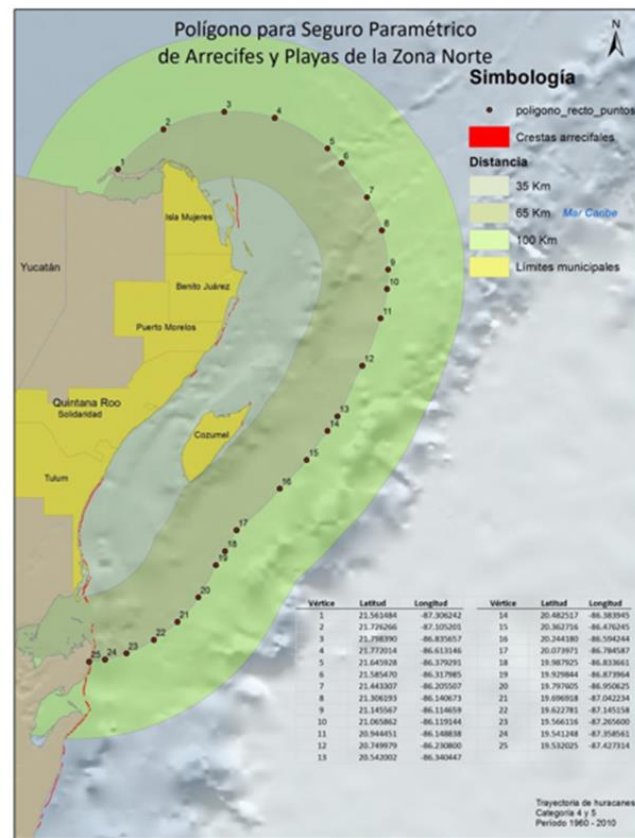 Polígono para Seguro Paramétrico
de Arrecifes y Playas de la Zona Norte
N
Simbología
poligono_recto_puntos
Crestas arrecifales
Distancia
35 Km
65 Km Mar Caribe
100 Km
Límites municipales
1
2
3
4
5
6
7
8
9
10
11
12
13
14
15
16
17
18
19
20
21
22
23
24
25
Isla Mujeres
Yucatán
Benito Juárez
Puerto Morelos
Quintana Roo
Solidaridad
Cozumel
Tulum
Vértice Latitud Longitud Vértice Latitud Longitud
1 21.561484 -87.306242 14 20.482517 -86.383945
2 21.726266 -87.105201 15 20.362716 -86.476245
3 21.798390 -86.835657 16 20.244180 -86.594244
4 21.772014 -86.613146 17 20.073971 -86.784587
5 21.645928 -86.379291 18 19.987925 -86.833661
6 21.585470 -86.317985 19 19.929844 -86.873964
7 21.443307 -86.205507 20 19.797605 -86.950625
8 21.306193 -86.140673 21 19.696918 -87.042234
9 21.145567 -86.114659 22 19.622781 -87.145158
10 21.065862 -86.119144 23 19.566116 -87.265600
11 20.944451 -86.148838 24 19.541248 -87.358561
12 20.749979 -86.230800 25 19.532025 -87.427314
13 20.542002 -86.340447
Trayectoria de huracanes
Categoría 4 y 5
Período 1960 - 2010